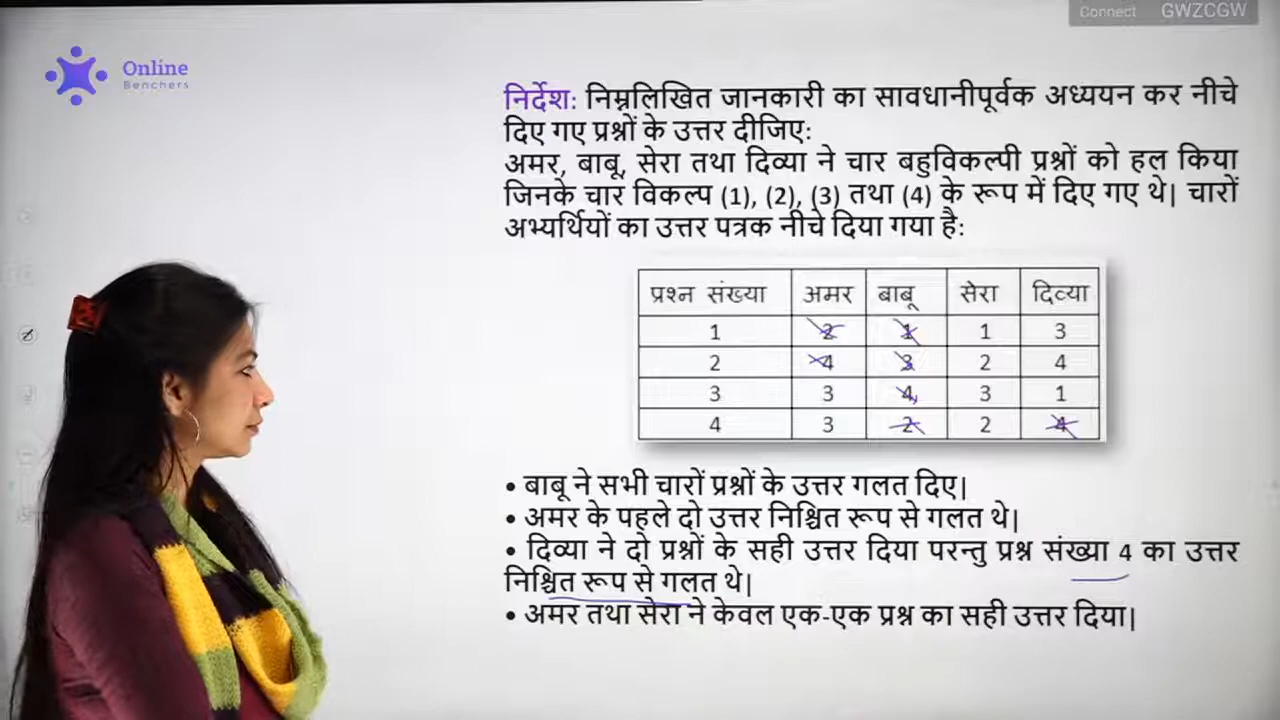 Connect GWZCGW
Online
Benchers
निर्देश: निम्नलिखित जानकारी का सावधानीपूर्वक अध्ययन कर नीचे
दिए गए प्रश्नों के उत्तर दीजिए:
अमर, बाबू, सेरा तथा दिव्या ने चार बहुविकल्पी प्रश्नों को हल किया
जिनके चार विकल्प (1), (2), (3) तथा (4) के रूप में दिए गए थे| चारों
अभ्यर्थियों का उत्तर पत्रक नीचे दिया गया है:
प्रश्न संख्या अमर बाबू सेरा दिव्या
1 2 1 1 3
2 4 3 2 4
3 3 4 3 1
4 3 2 2 4
• बाबू ने सभी चारों प्रश्नों के उत्तर गलत दिए|
• अमर के पहले दो उत्तर निश्चित रूप से गलत थे|
• दिव्या ने दो प्रश्नों के सही उत्तर दिया परन्तु प्रश्न संख्या 4 का उत्तर
निश्चित रूप से गलत थे|
• अमर तथा सेरा ने केवल एक-एक प्रश्न का सही उत्तर दिया|